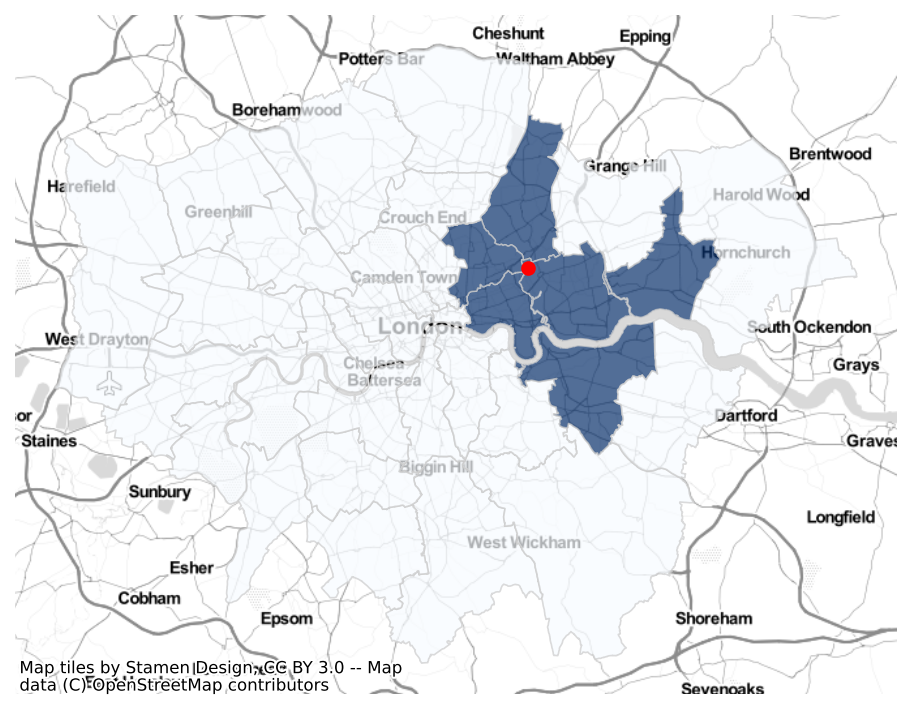 Cheshunt
Epping
Potters Bar
Waltham Abbey
Borehamwood
Brentwood
Grange Hill
Harefield
Harold Wood
Greenhill
Crouch End
Hornchurch
Camden Town
London
South Ockendon
West Drayton
Chelsea
Grays
Battersea
or
Dartford
Staines
Graves
Biggin Hill
Sunbury
Longfield
West Wickham
Esher
Cobham
Epsom
Shoreham
Map tiles by Stamen Design, CC BY 3.0 -- Map
data (C) OpenStreetMap contributors
Sevenoaks